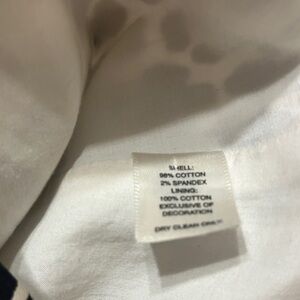 SHELL:
98% COTTON
2% SPANDEX
LINING:
100% COTTON
EXCLUSIVE OF
DECORATION
DRY CLEAN ONLY